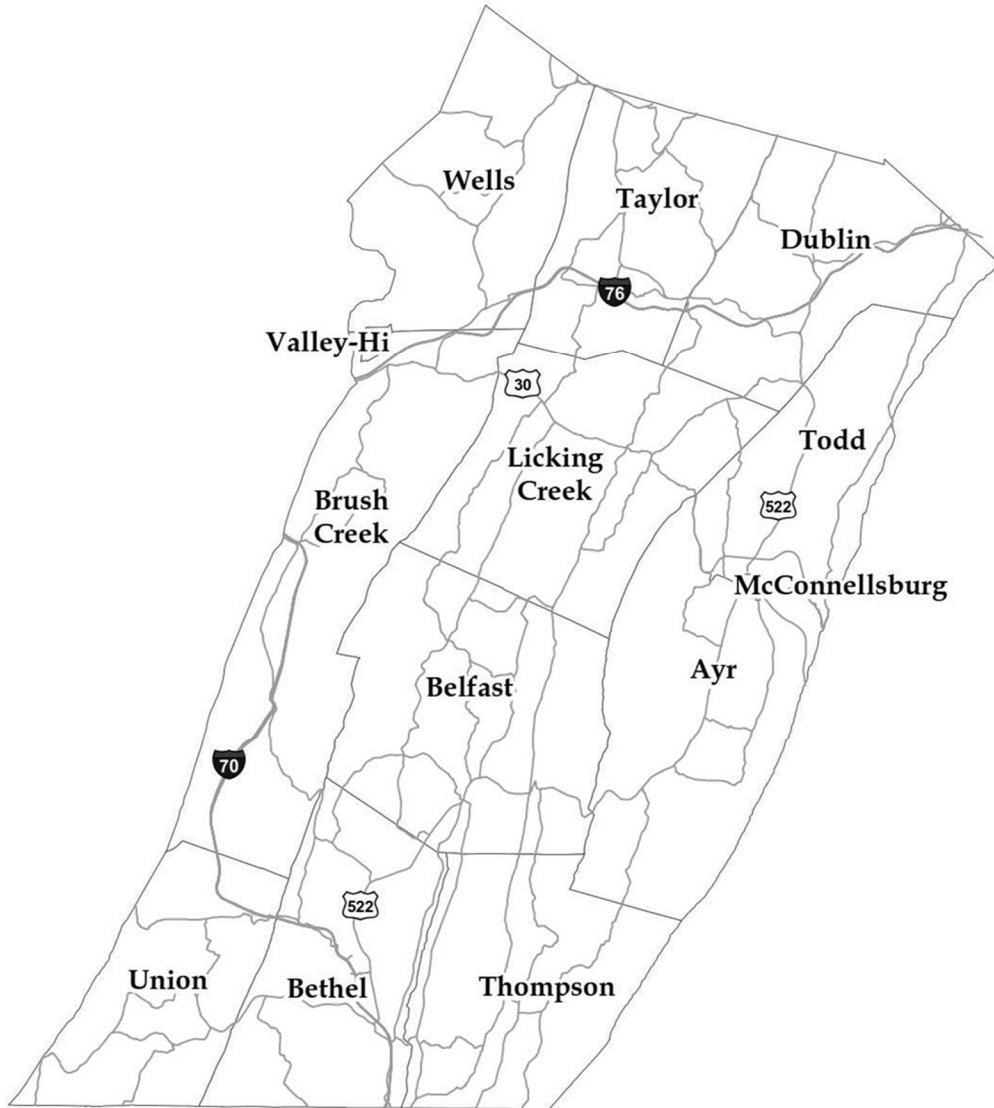 Wells
Taylor
Dublin
76
Valley-Hi
30
Todd
Licking
Creek
Brush
Creek
522
McConnellsburg
Ayr
Belfast
70
522
Union
Bethel
Thompson